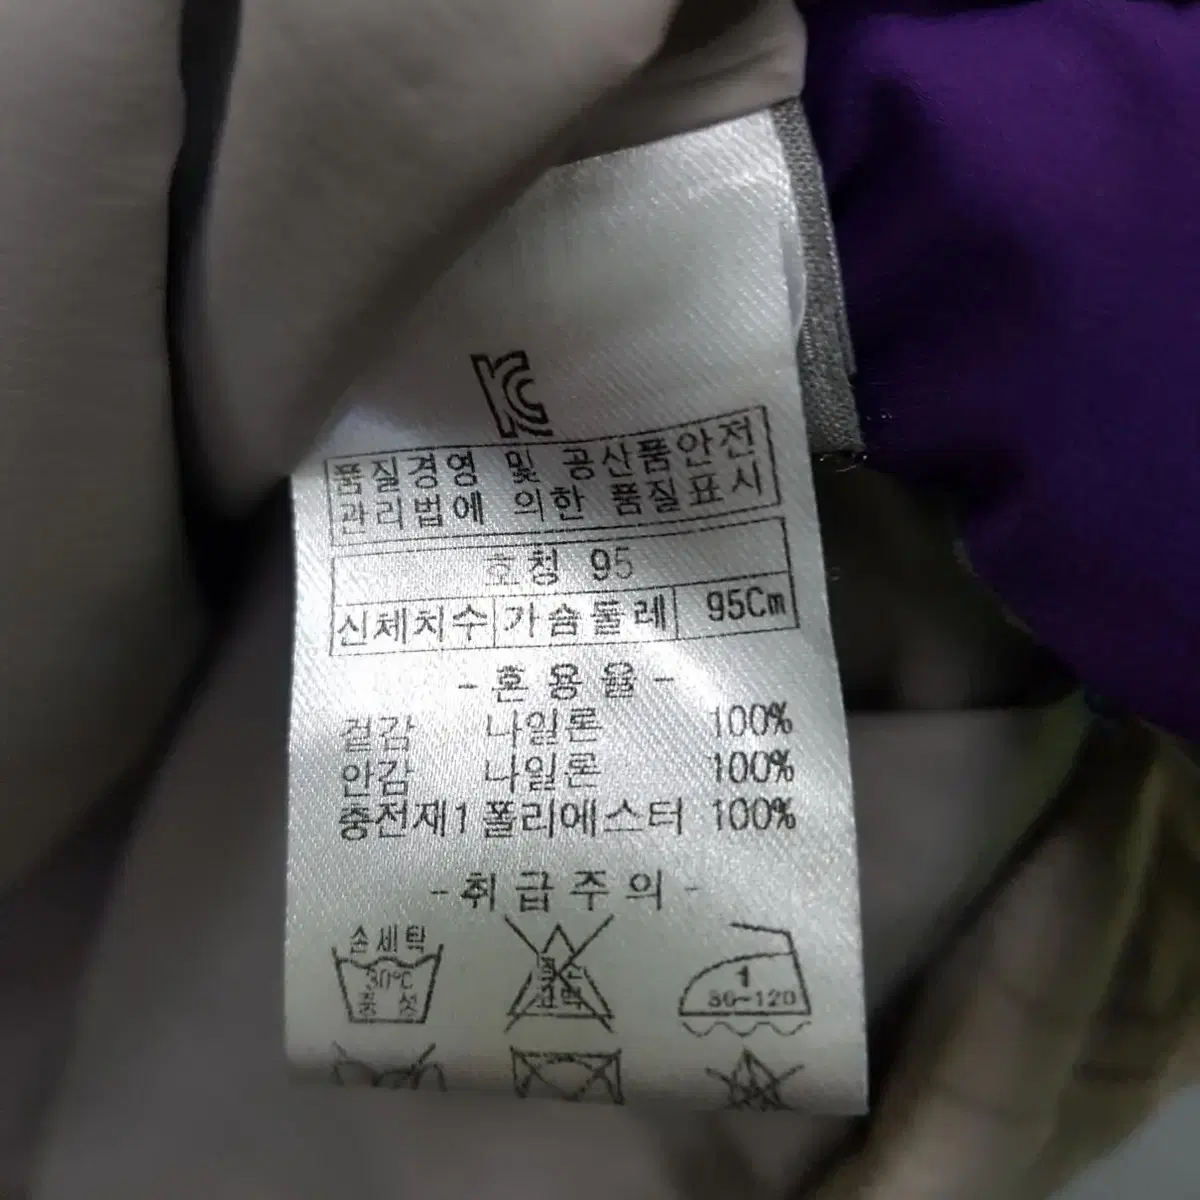 KC
품질경영 및 공산품안전
관리법에 의한 품질표시
호칭 95
신체치수 가슴둘레 95Cm
-혼용율-
겉감 나일론 100%
안감 나일론 100%
충전재1 폴리에스터 100%
-취급주의-
손세탁
30℃ 1
중성 80~120